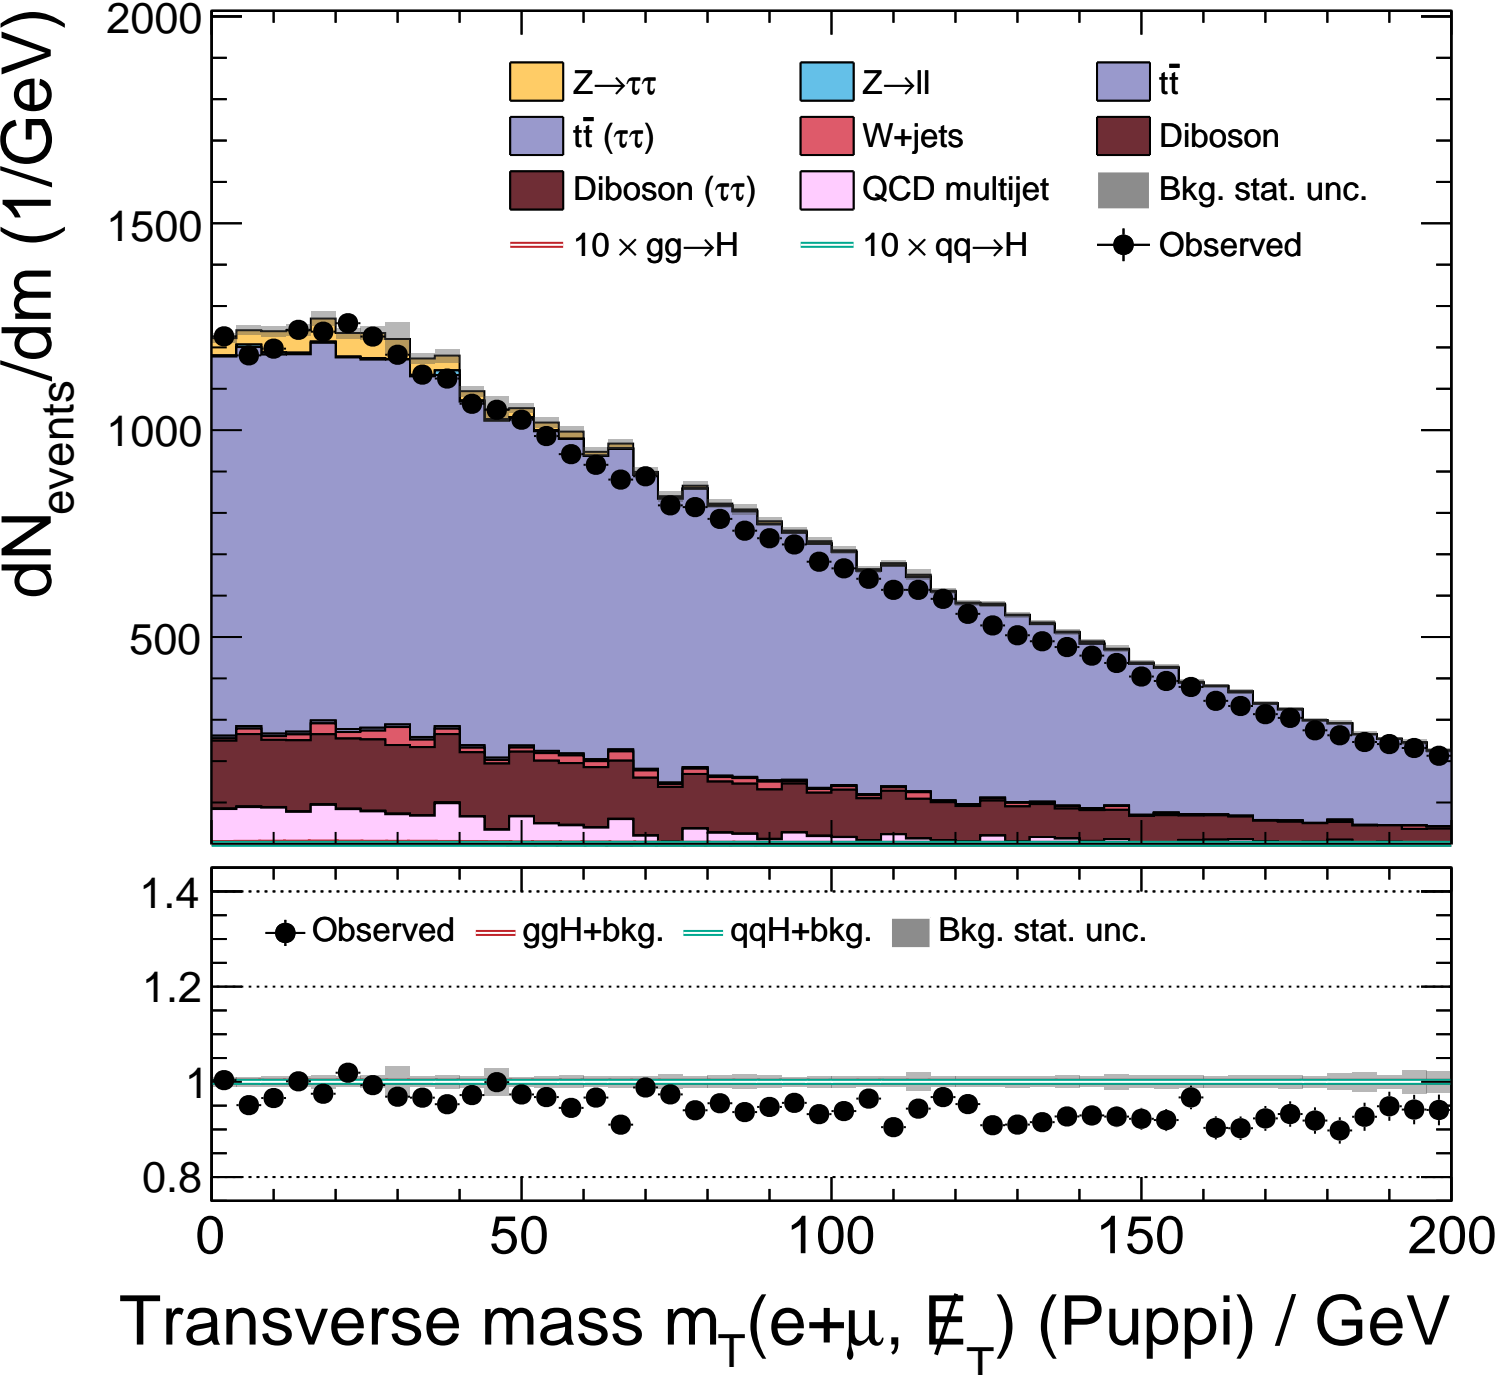 2000
1500
1000
500
dN_events/dm (1/GeV)
Z→ττ Z→ll tt̄
tt̄ (ττ) W+jets Diboson
Diboson (ττ) QCD multijet Bkg. stat. unc.
10 × gg→H 10 × qq→H Observed
1.4
1.2
1
0.8
Observed ggH+bkg. qqH+bkg. Bkg. stat. unc.
0 50 100 150 200
Transverse mass m_T(e+μ, E̸_T) (Puppi) / GeV